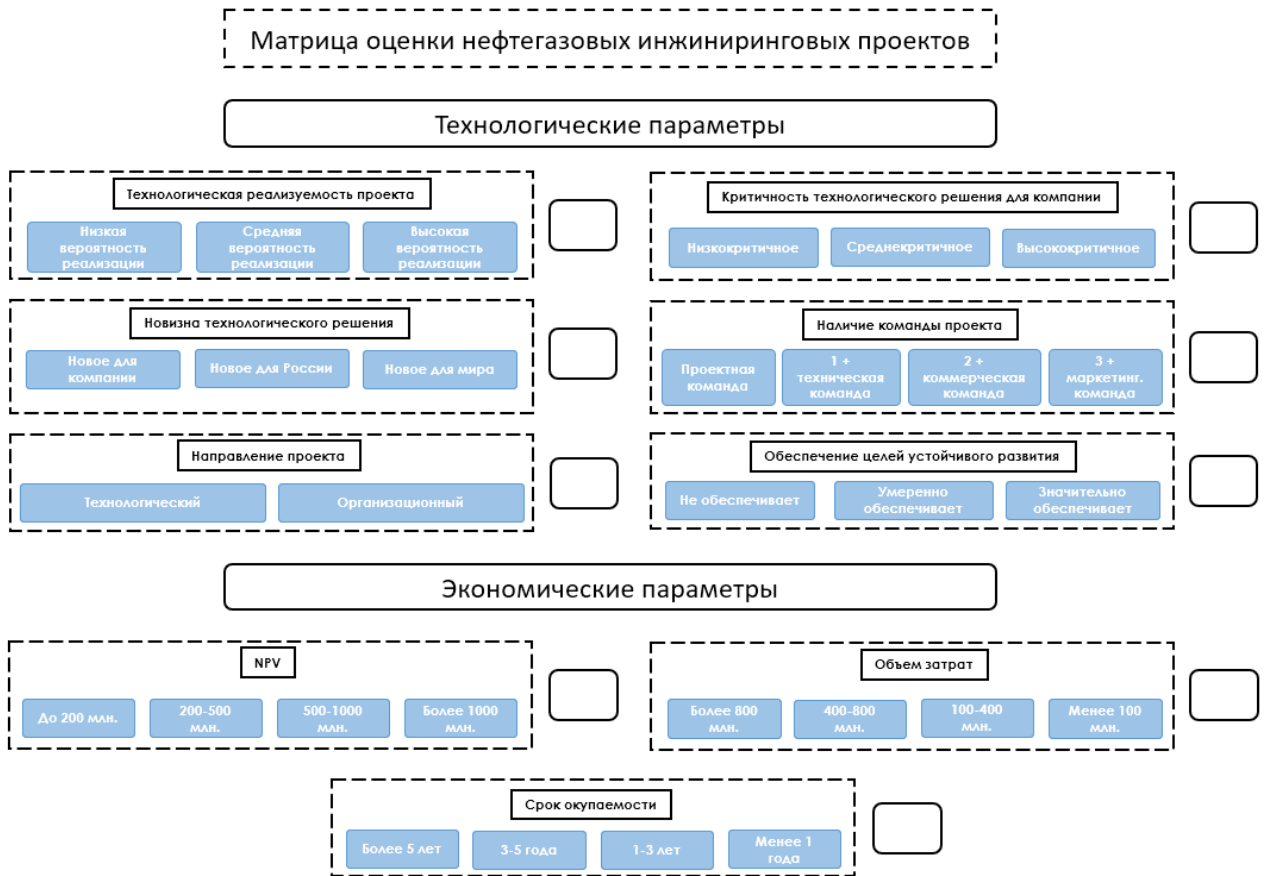 Матрица оценки нефтегазовых инжиниринговых проектов
Технологические параметры
Технологическая реализуемость проекта
Низкая
вероятность
реализации
Средняя
вероятность
реализации
Высокая
вероятность
реализации
Критичность технологического решения для компании
Низкокритичное
Среднекритичное
Высококритичное
Новизна технологического решения
Новое для
компании
Новое для России
Новое для мира
Наличие команды проекта
Проектная
команда
1 +
техническая
команда
2 +
коммерческая
команда
3 +
маркетинг.
команда
Направление проекта
Технологический
Организационный
Обеспечение целей устойчивого развития
Не обеспечивает
Умеренно
обеспечивает
Значительно
обеспечивает
Экономические параметры
NPV
До 200 млн.
200-500
млн.
500-1000
млн.
Более 1000
млн.
Объем затрат
Более 800
млн.
400-800
млн.
100-400
млн.
Менее 100
млн.
Срок окупаемости
Более 5 лет
3-5 года
1-3 лет
Менее 1
года